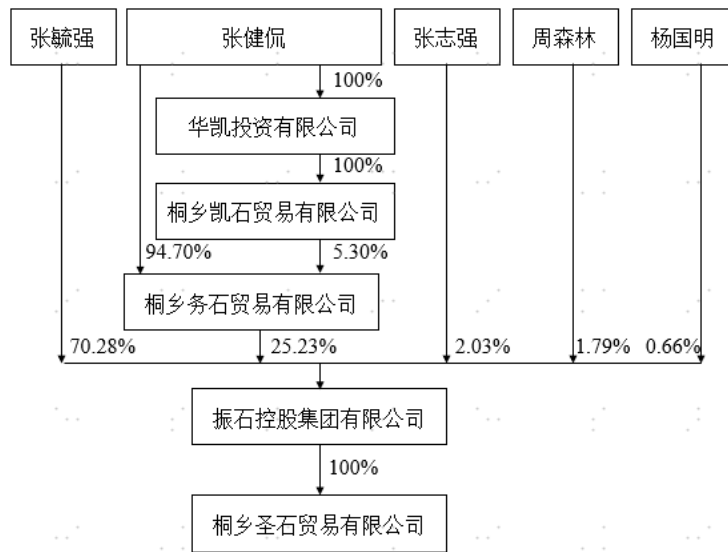 张毓强
张健侃
张志强
周森林
杨国明
100%
华凯投资有限公司
100%
桐乡凯石贸易有限公司
94.70%
5.30%
桐乡务石贸易有限公司
70.28%
25.23%
2.03%
1.79%
0.66%
振石控股集团有限公司
100%
桐乡圣石贸易有限公司